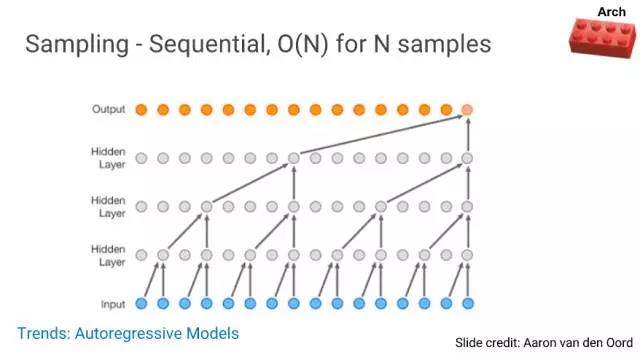 Arch
Sampling - Sequential, O(N) for N samples
Output
Hidden
Layer
Hidden
Layer
Hidden
Layer
Input
Trends: Autoregressive Models
Slide credit: Aaron van den Oord